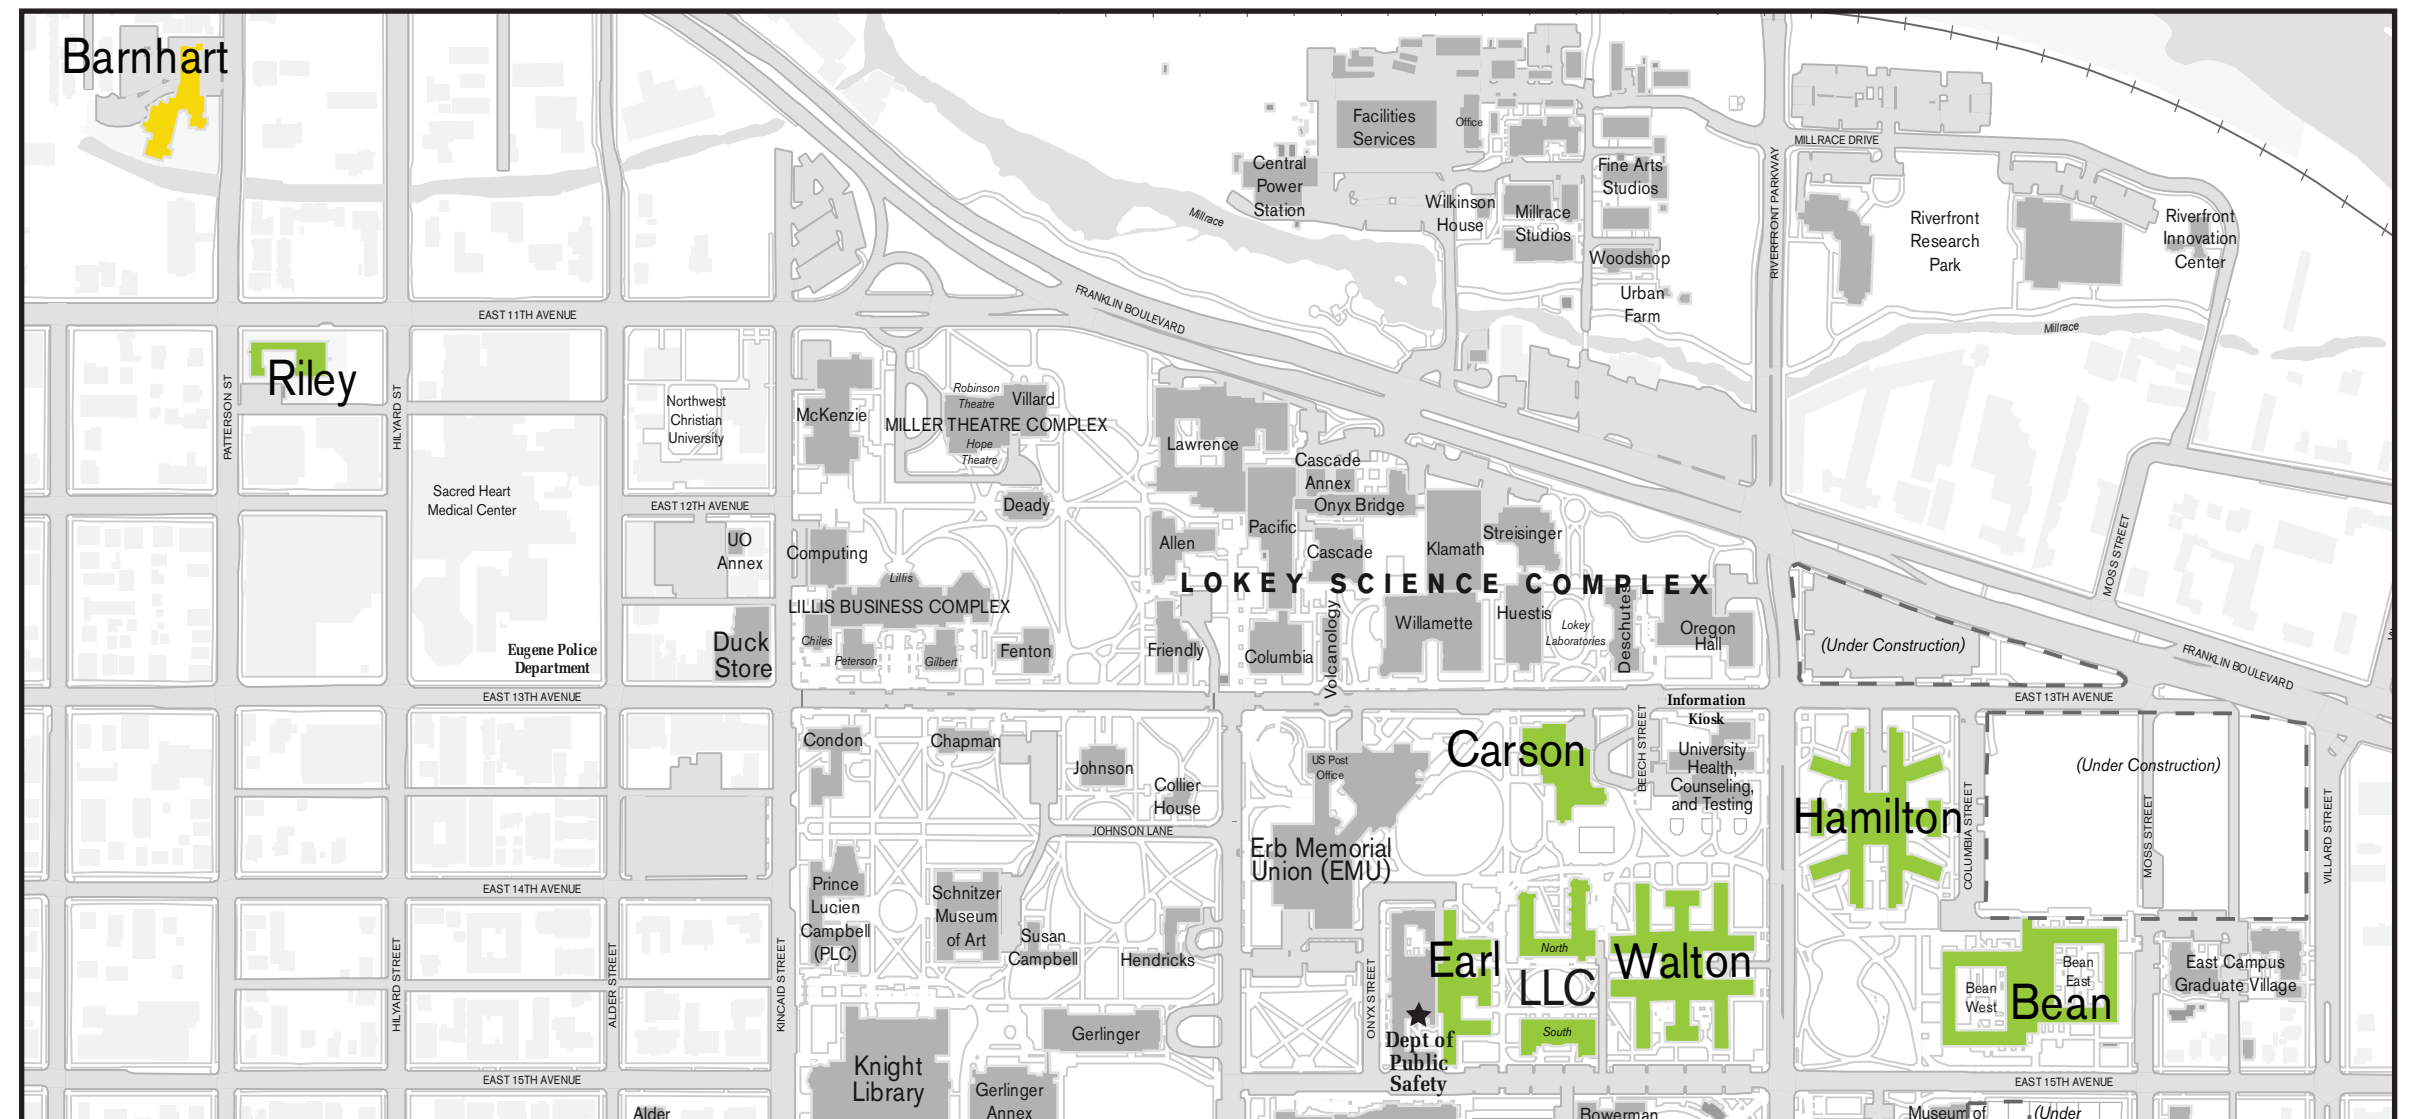 Barnhart
Facilities
Services
Office
Central
Power
Station
Fine Arts
Studios
Wilkinson
House
Millrace
Studios
Woodshop
Urban
Farm
Millrace
RIVERFRONT PARKWAY
MILLRACE DRIVE
Riverfront
Research
Park
Riverfront
Innovation
Center
Millrace
EAST 11TH AVENUE
FRANKLIN BOULEVARD
Riley
PATTERSON ST
HILYARD ST
Northwest
Christian
University
McKenzie
Robinson
Theatre
Villard
MILLER THEATRE COMPLEX
Hope
Theatre
Deady
Lawrence
Cascade
Annex
Onyx Bridge
Pacific
Allen
Cascade
Klamath
Streisinger
Sacred Heart
Medical Center
EAST 12TH AVENUE
UO
Annex
Computing
Lillis
LILLIS BUSINESS COMPLEX
LOKEY SCIENCE COMPLEX
MOSS STREET
Duck
Store
Eugene Police
Department
Chiles
Peterson
Gilbert
Fenton
Friendly
Columbia
Volcanology
Willamette
Huestis
Lokey
Laboratories
Deschutes
Oregon
Hall
(Under Construction)
FRANKLIN BOULEVARD
EAST 13TH AVENUE
EAST 13TH AVENUE
Information
Kiosk
Condon
Chapman
Johnson
Collier
House
JOHNSON LANE
US Post
Office
Erb Memorial
Union (EMU)
Carson
BEECH STREET
University
Health,
Counseling,
and Testing
Hamilton
COLUMBIA STREET
(Under Construction)
MOSS STREET
VILLARD STREET
EAST 14TH AVENUE
Prince
Lucien
Campbell
(PLC)
Schnitzer
Museum
of Art
Susan
Campbell
Hendricks
HILYARD STREET
ALDER STREET
KINCAID STREET
ONYX STREET
Earl
North
LLC
South
Walton
Bean
West
Bean
East
Bean
East Campus
Graduate Village
Dept of
Public
Safety
Gerlinger
Knight
Library
Gerlinger
Annex
EAST 15TH AVENUE
EAST 15TH AVENUE
Alder
Bowerman
Museum of
(Under